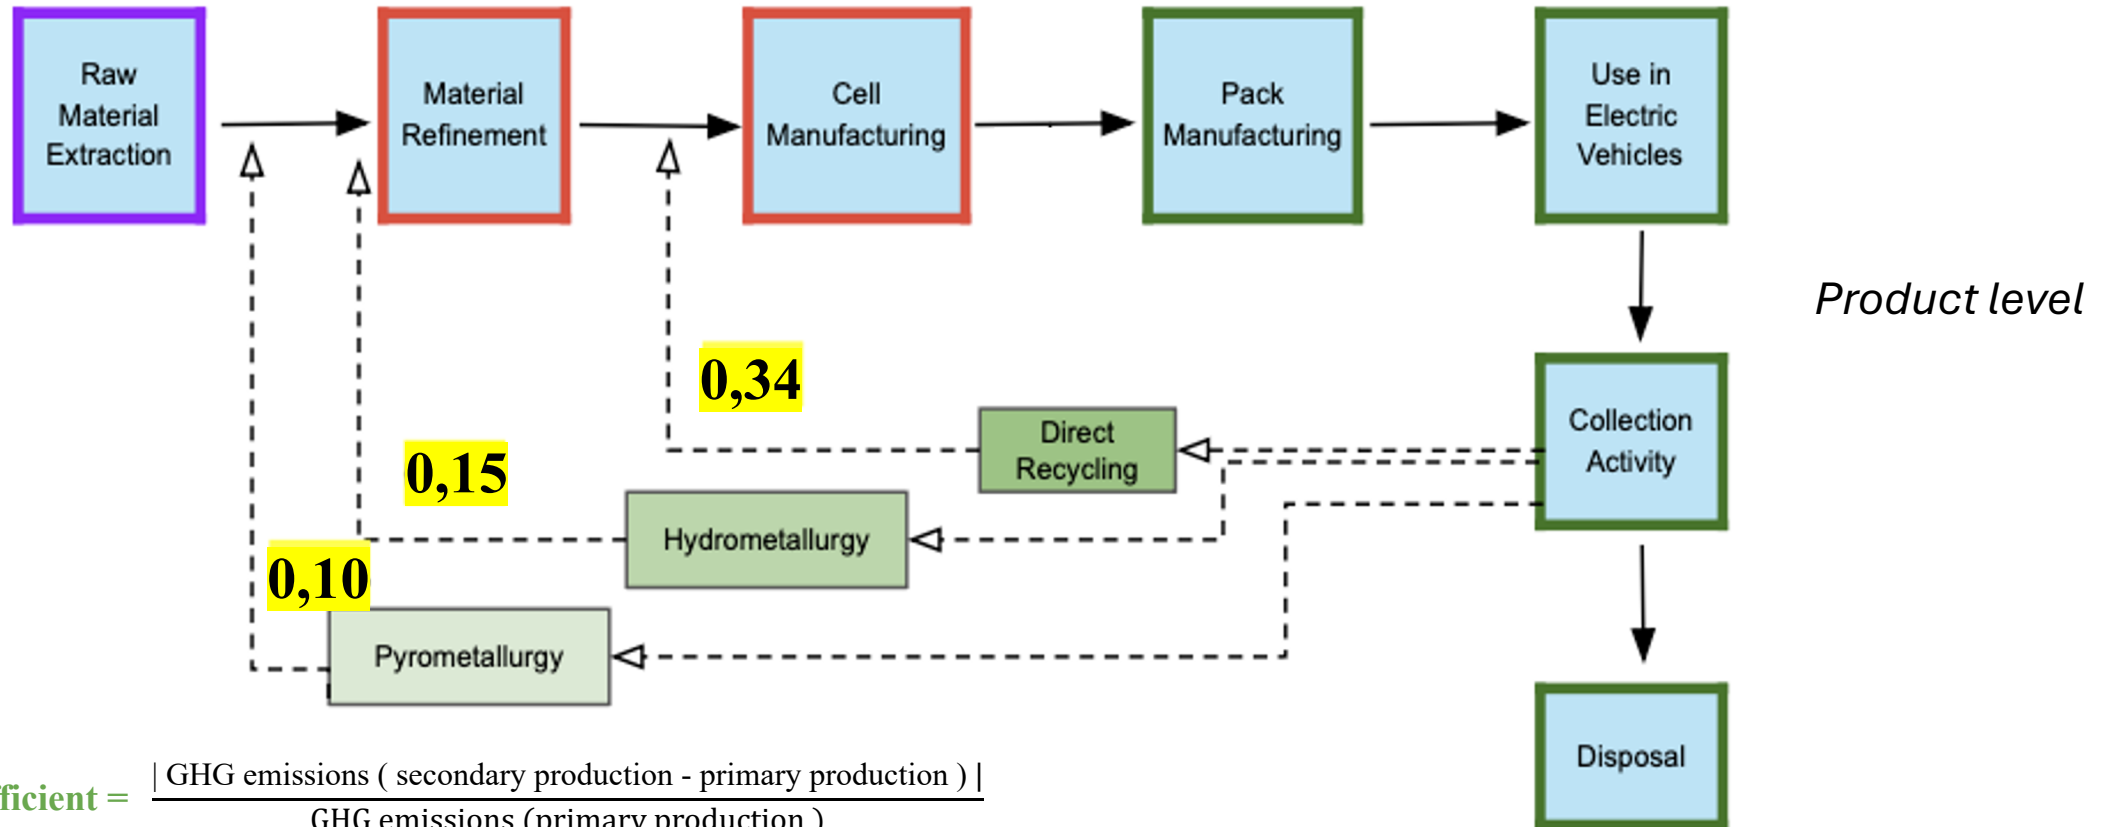 Raw
Material
Extraction
Material
Refinement
Cell
Manufacturing
Pack
Manufacturing
Use in
Electric
Vehicles
Product level
0,34
Direct
Recycling
Collection
Activity
0,15
Hydrometallurgy
0,10
Pyrometallurgy
Disposal
ficient =
| GHG emissions ( secondary production - primary production ) |
GHG emissions (primary production )